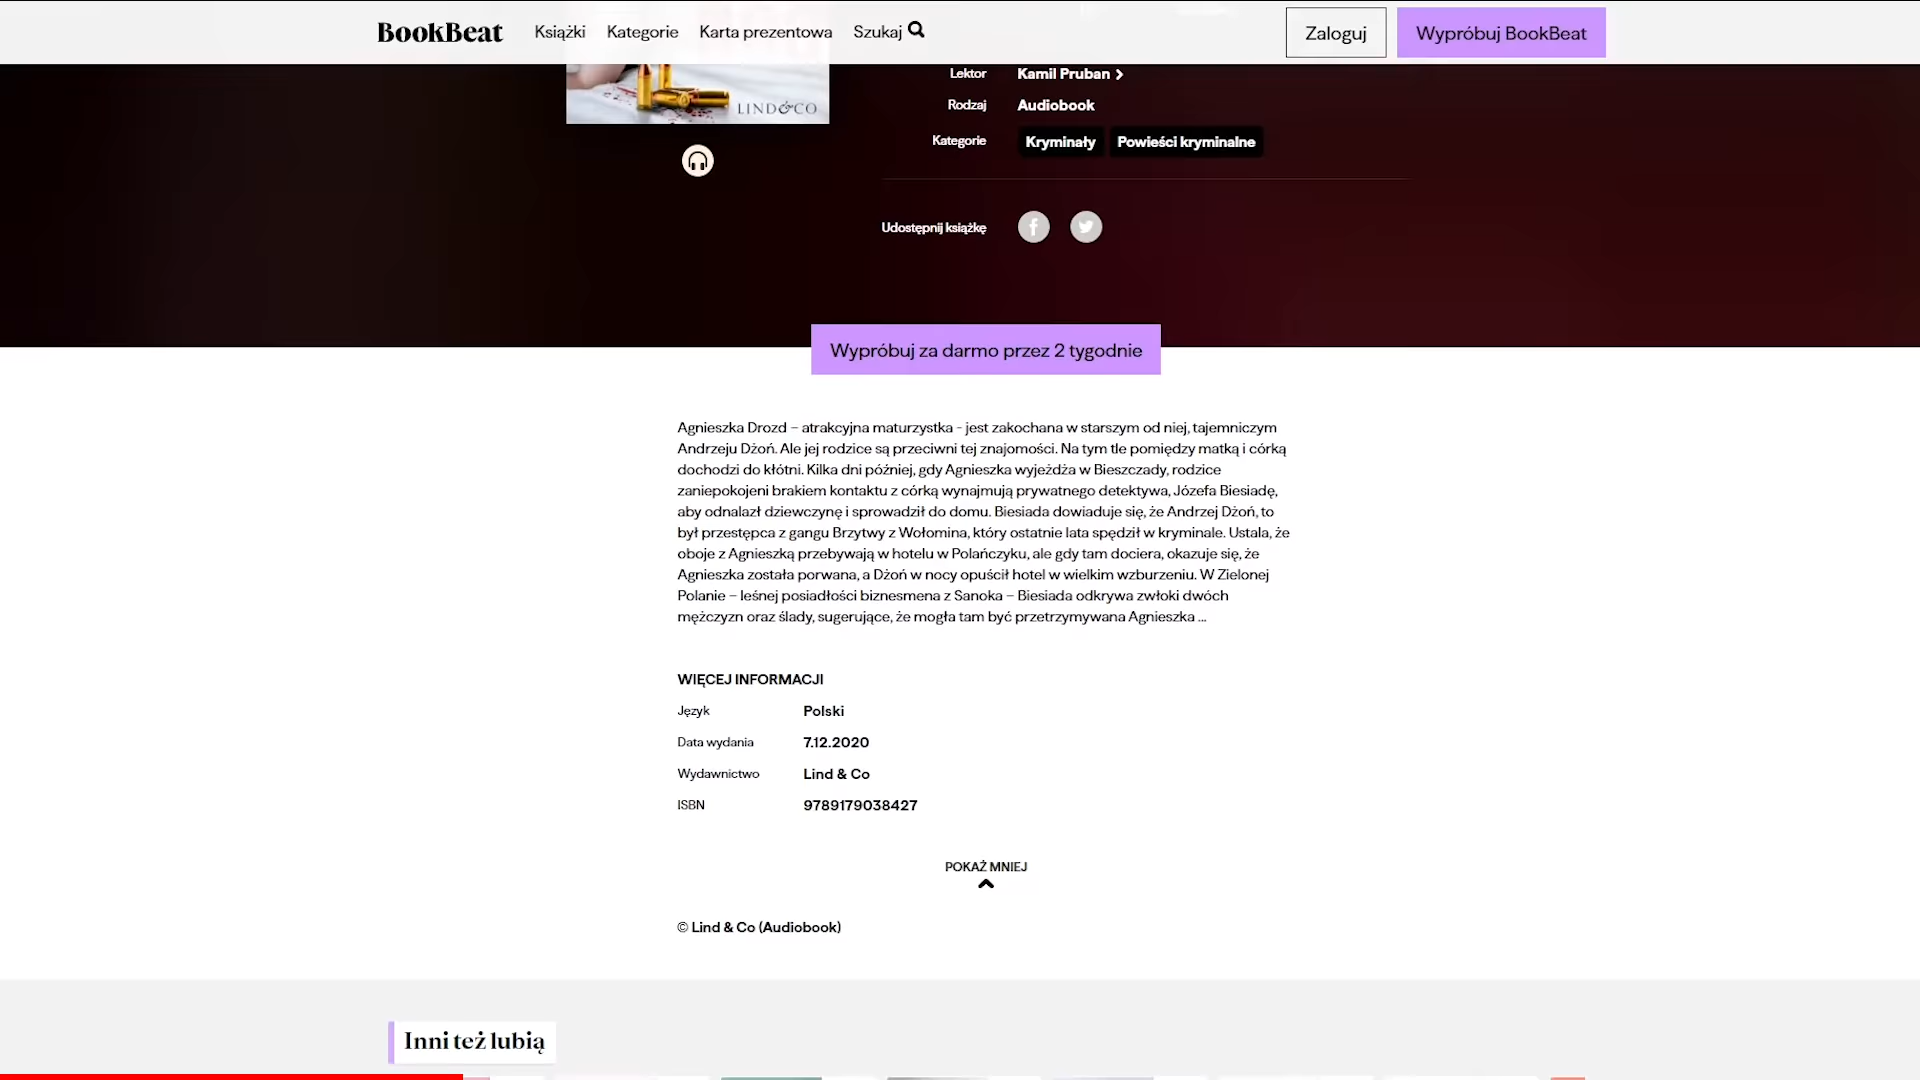 BookBeat Książki Kategorie Karta prezentowa Szukaj Zaloguj Wypróbuj BookBeat
LIND&CO
Lektor Kamil Pruban
Rodzaj Audiobook
Kategorie Kryminały Powieści kryminalne
Udostępnij książkę
Wypróbuj za darmo przez 2 tygodnie
Agnieszka Drozd – atrakcyjna maturzystka - jest zakochana w starszym od niej, tajemniczym
Andrzeju Dżoń. Ale jej rodzice są przeciwni tej znajomości. Na tym tle pomiędzy matką i córką
dochodzi do kłótni. Kilka dni później, gdy Agnieszka wyjeżdża w Bieszczady, rodzice
zaniepokojeni brakiem kontaktu z córką wynajmują prywatnego detektywa, Józefa Biesiadę,
aby odnalazł dziewczynę i sprowadził do domu. Biesiada dowiaduje się, że Andrzej Dżoń, to
był przestępca z gangu Brzytwy z Wołomina, który ostatnie lata spędził w kryminale. Ustala, że
oboje z Agnieszką przebywają w hotelu w Polańczyku, ale gdy tam dociera, okazuje się, że
Agnieszka została porwana, a Dżoń w nocy opuścił hotel w wielkim wzburzeniu. W Zielonej
Polanie – leśnej posiadłości biznesmena z Sanoka – Biesiada odkrywa zwłoki dwóch
mężczyzn oraz ślady, sugerujące, że mogła tam być przetrzymywana Agnieszka ...
WIĘCEJ INFORMACJI
Język Polski
Data wydania 7.12.2020
Wydawnictwo Lind & Co
ISBN 9789179038427
POKAŻ MNIEJ
© Lind & Co (Audiobook)
Inni też lubią